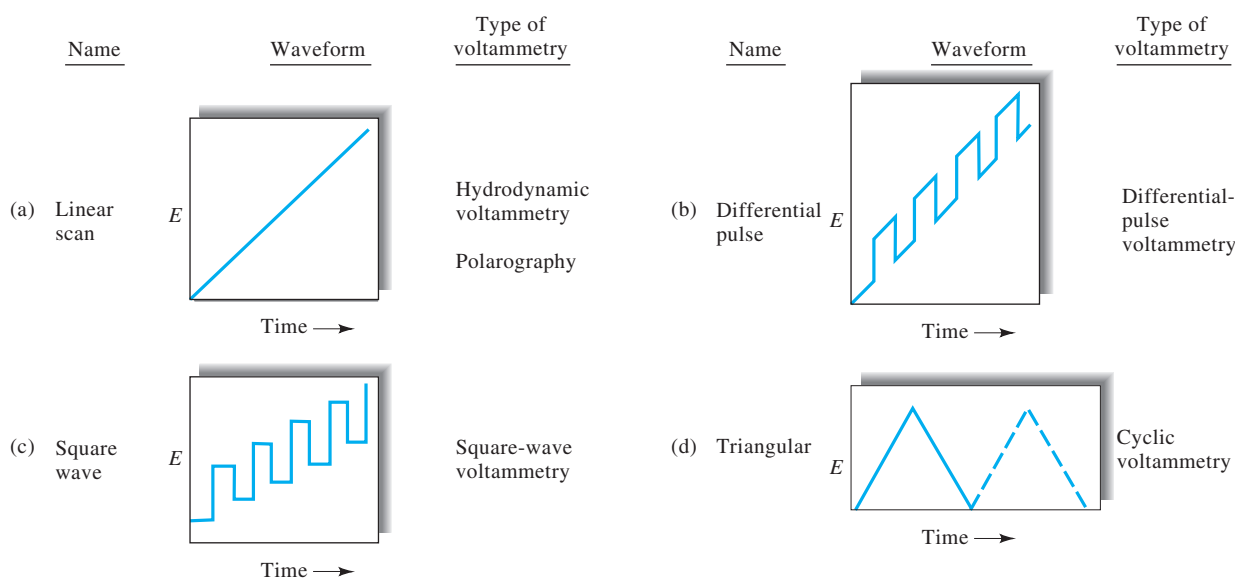 Name
Waveform
Type of
voltammetry
(a) Linear
scan
E
Time
Hydrodynamic
voltammetry
Polarography
Name
Waveform
Type of
voltammetry
(b) Differential
pulse
E
Time
Differential-
pulse
voltammetry
(c) Square
wave
E
Time
Square-wave
voltammetry
(d) Triangular
E
Time
Cyclic
voltammetry